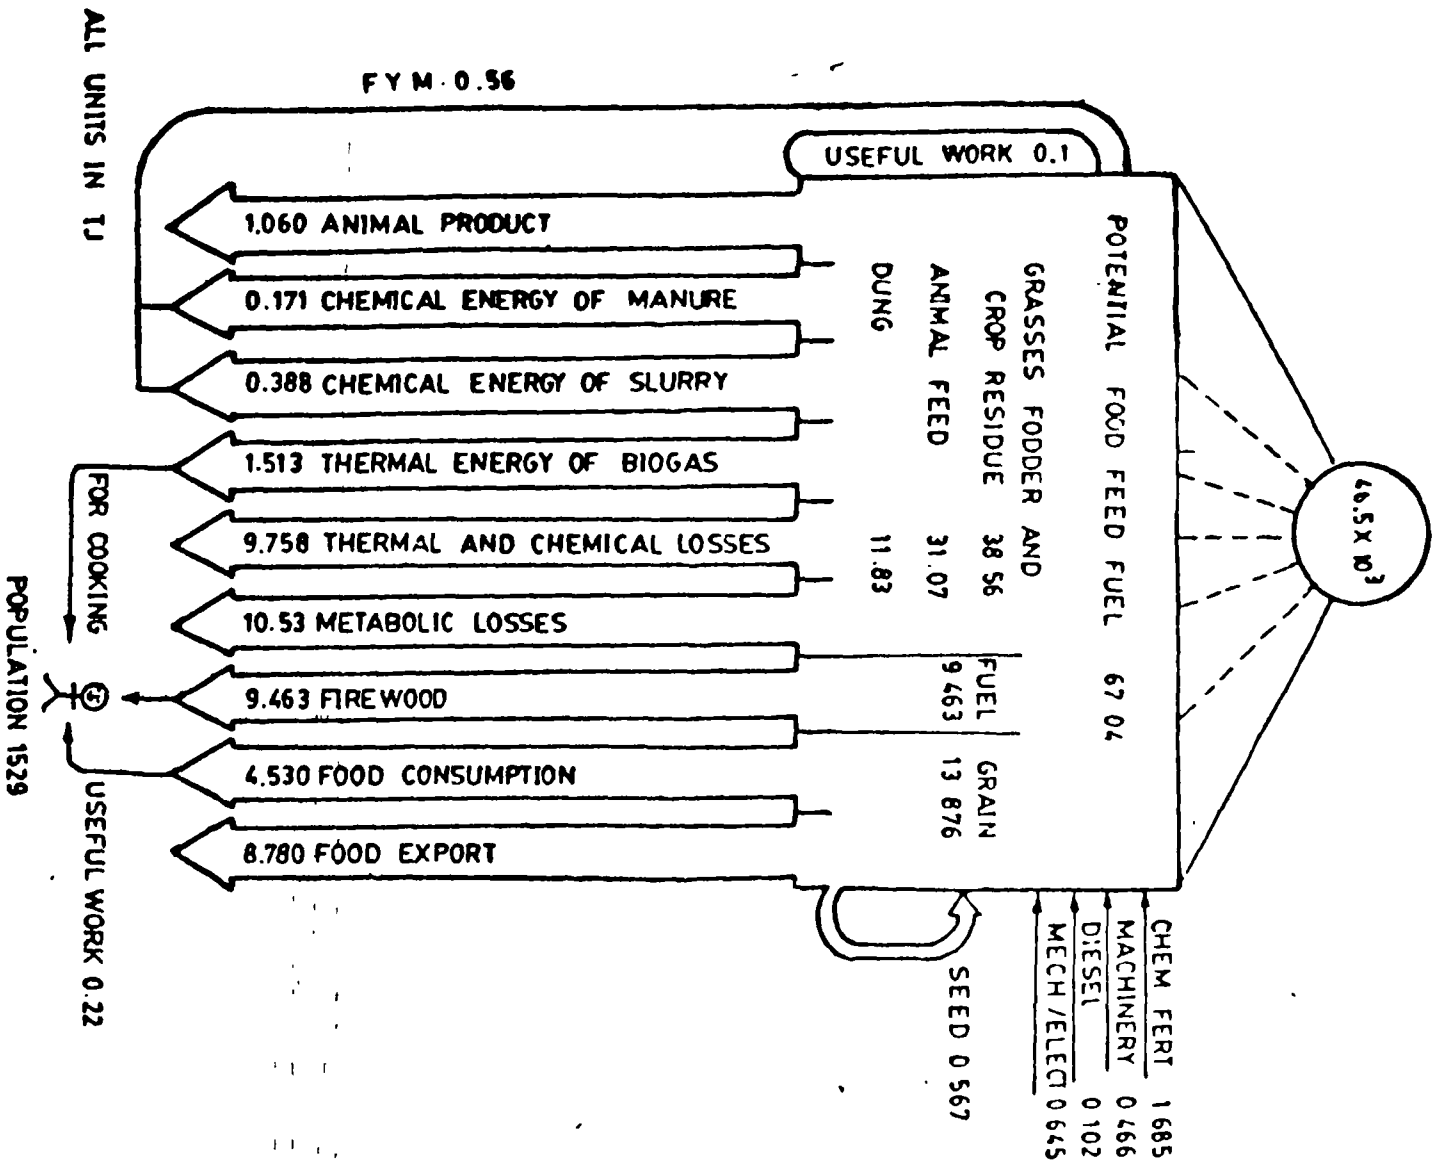 46.5 X 10³
POTENTIAL FOOD FEED FUEL 67 04
GRASSES FODDER AND
CROP RESIDUE 38 56
ANIMAL FEED 31.07
DUNG 11.83
FUEL
9 463
GRAIN
13 876
CHEM FERT 1 685
MACHINERY 0 466
DIESEL 0 102
MECH /ELECT 0 645
SEED 0 567
FYM 0.56
USEFUL WORK 0.1
1.060 ANIMAL PRODUCT
0.171 CHEMICAL ENERGY OF MANURE
0.388 CHEMICAL ENERGY OF SLURRY
1.513 THERMAL ENERGY OF BIOGAS
9.758 THERMAL AND CHEMICAL LOSSES
10.53 METABOLIC LOSSES
9.463 FIREWOOD
4.530 FOOD CONSUMPTION
8.780 FOOD EXPORT
FOR COOKING
USEFUL WORK 0.22
POPULATION 1529
ALL UNITS IN TJ